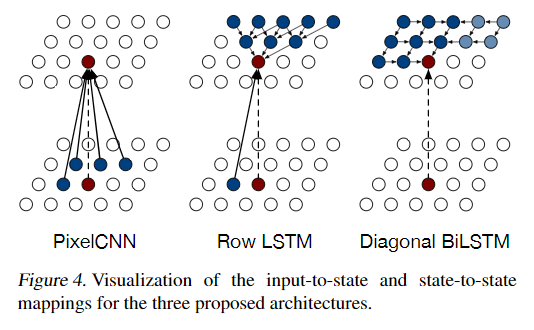 PixelCNN Row LSTM Diagonal BiLSTM
Figure 4. Visualization of the input-to-state and state-to-state
mappings for the three proposed architectures.